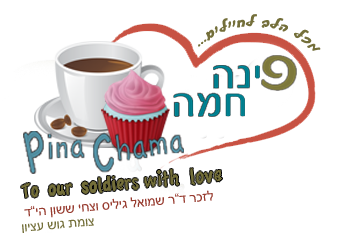 מכל הלב לחיילים...
פינה
חמה
Pina Chama
To our soldiers with love
לזכר ד"ר שמואל גיליס וצחי ששון הי"ד
צומת גוש עציון